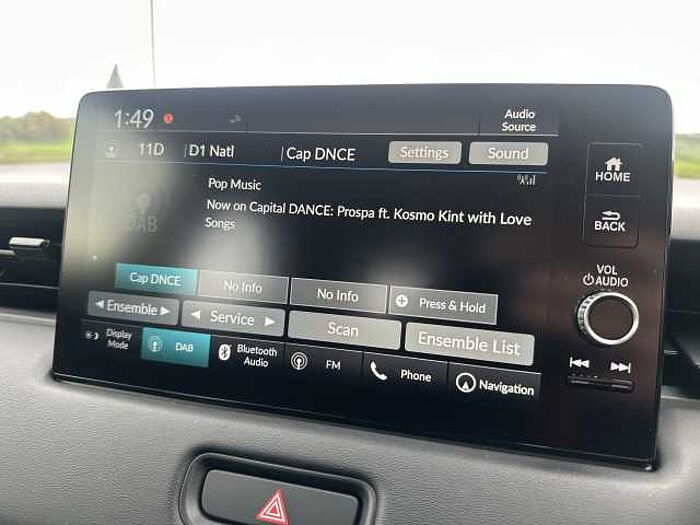 1:49
Audio
Source
11D D1 Natl Cap DNCE Settings Sound
Pop Music
Now on Capital DANCE: Prospa ft. Kosmo Kint with Love
Songs
DAB
HOME
BACK
VOL
AUDIO
Cap DNCE No Info No Info Press & Hold
Ensemble Service Scan Ensemble List
Display
Mode
DAB
Bluetooth
Audio
FM
Phone
Navigation